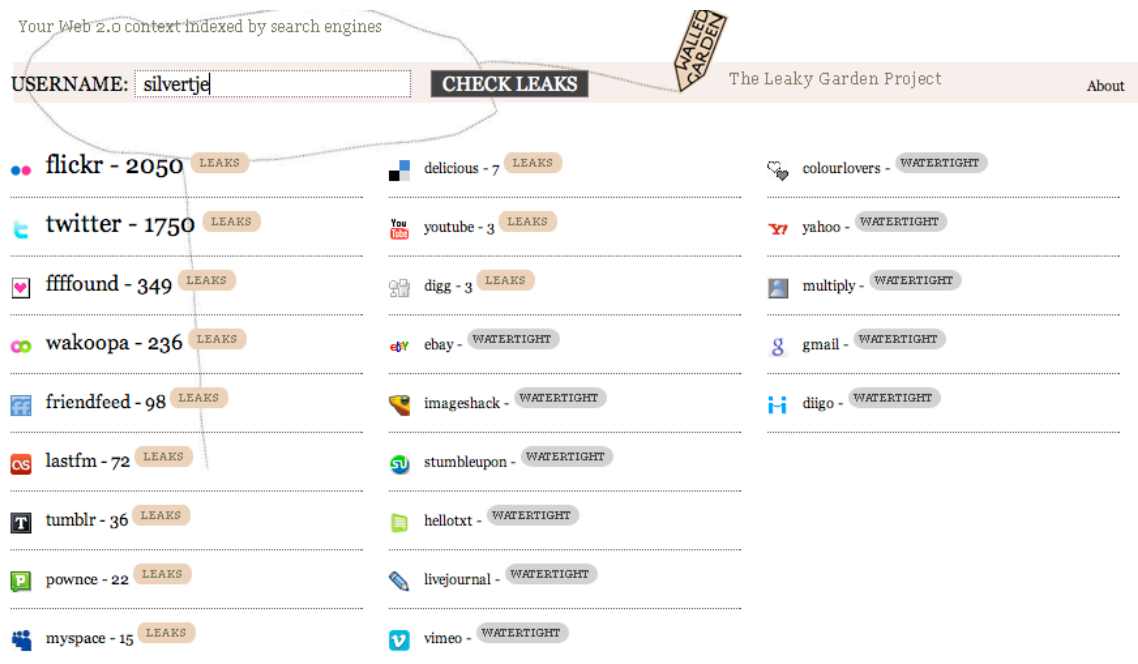 Your Web 2.0 context indexed by search engines
WALLED
GARDEN
USERNAME: silvertje CHECK LEAKS
The Leaky Garden Project
About
flickr - 2050 LEAKS
twitter - 1750 LEAKS
ffffound - 349 LEAKS
wakoopa - 236 LEAKS
ff friendfeed - 98 LEAKS
lastfm - 72 LEAKS
T tumblr - 36 LEAKS
P pownce - 22 LEAKS
myspace - 15 LEAKS
delicious - 7 LEAKS
You
Tube
youtube - 3 LEAKS
digg - 3 LEAKS
ebY ebay - WATERTIGHT
imageshack - WATERTIGHT
stumbleupon - WATERTIGHT
hellotxt - WATERTIGHT
livejournal - WATERTIGHT
v vimeo - WATERTIGHT
colourlovers - WATERTIGHT
Y! yahoo - WATERTIGHT
multiply - WATERTIGHT
g gmail - WATERTIGHT
diigo - WATERTIGHT